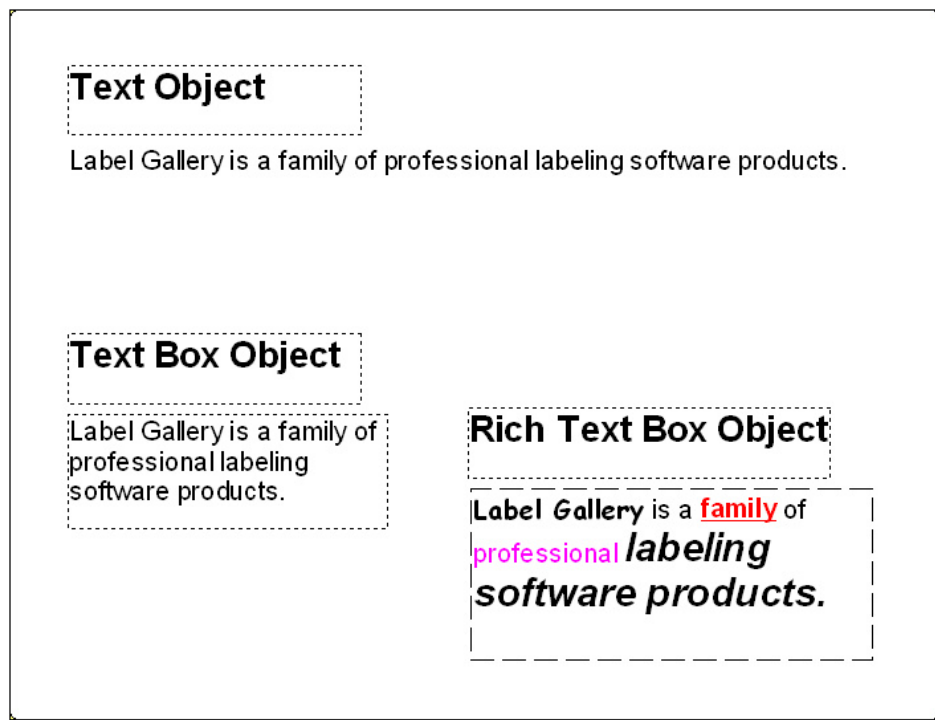 Text Object
Label Gallery is a family of professional labeling software products.
Text Box Object
Label Gallery is a family of
professional labeling
software products.
Rich Text Box Object
Label Gallery is a family of
professional labeling
software products.